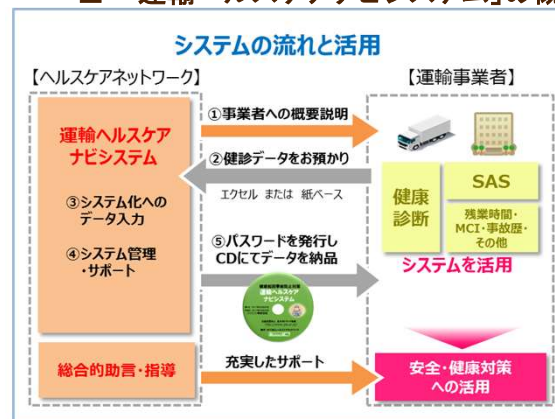 システムの流れと活用
【ヘルスケアネットワーク】
【運輸事業者】
運輸ヘルスケア
ナビシステム
③システム化への
データ入力
④システム管理
・サポート
総合的助言・指導
①事業者への概要説明
②健診データをお預かり
エクセル または 紙ベース
⑤パスワードを発行し
CDにてデータを納品
運輸ヘルスケア
ナビシステム
充実したサポート
健康
診断
SAS
残業時間・
MCI・事故歴・
その他
システムを活用
安全・健康対策
への活用